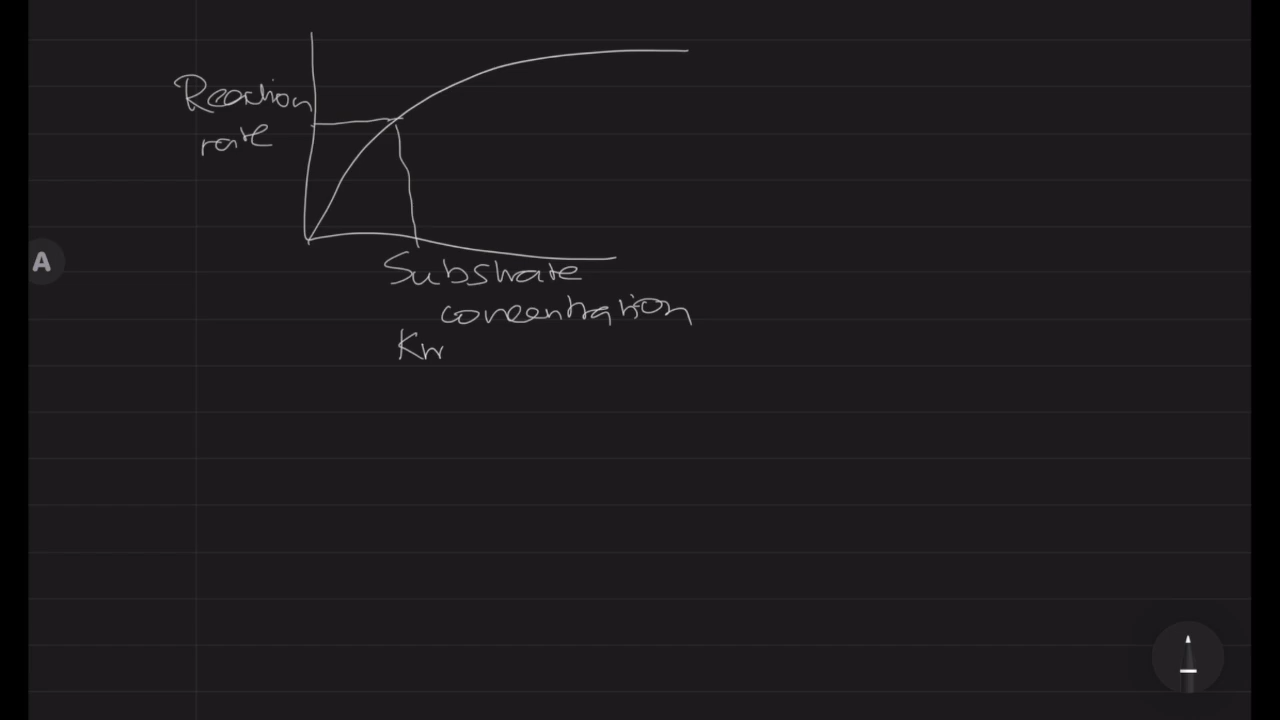 Reaction
rate
Substrate
concentration
Km
A